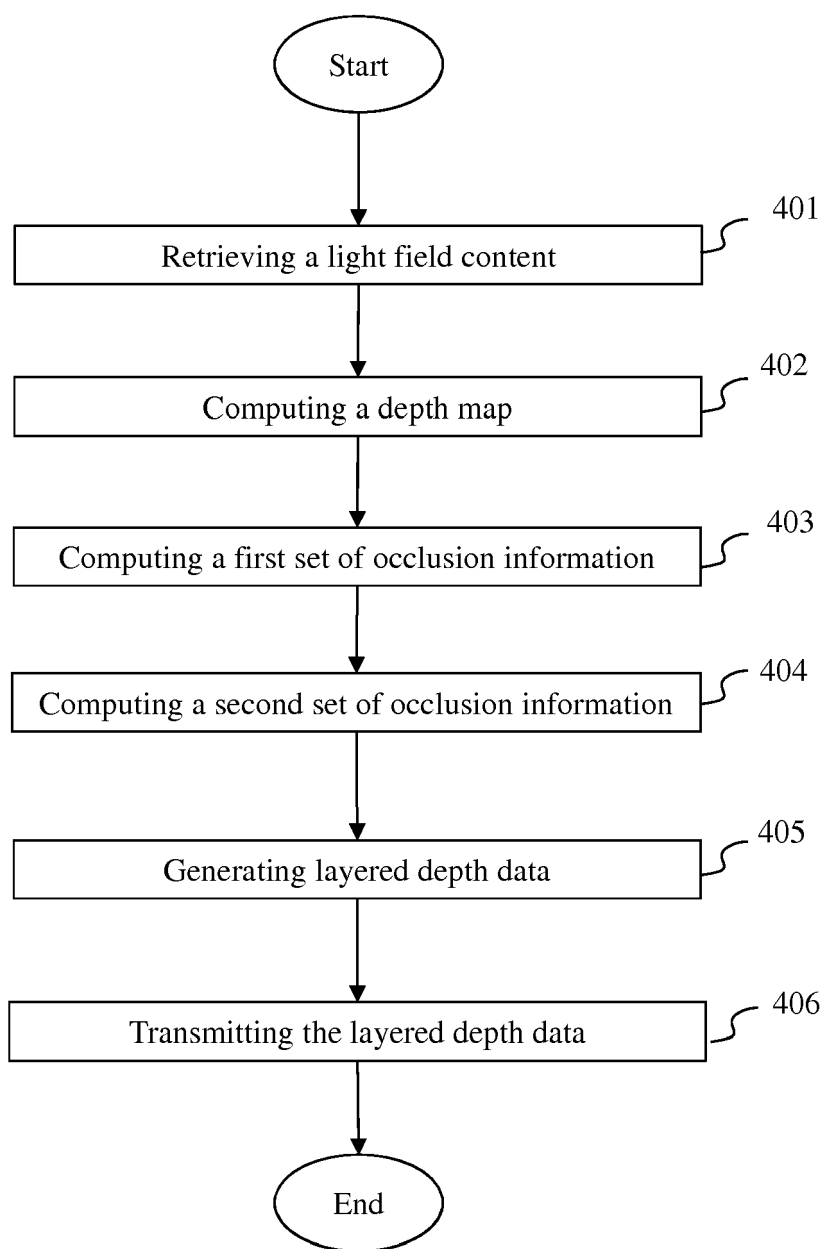 Start
401
Retrieving a light field content
402
Computing a depth map
403
Computing a first set of occlusion information
404
Computing a second set of occlusion information
405
Generating layered depth data
406
Transmitting the layered depth data
End